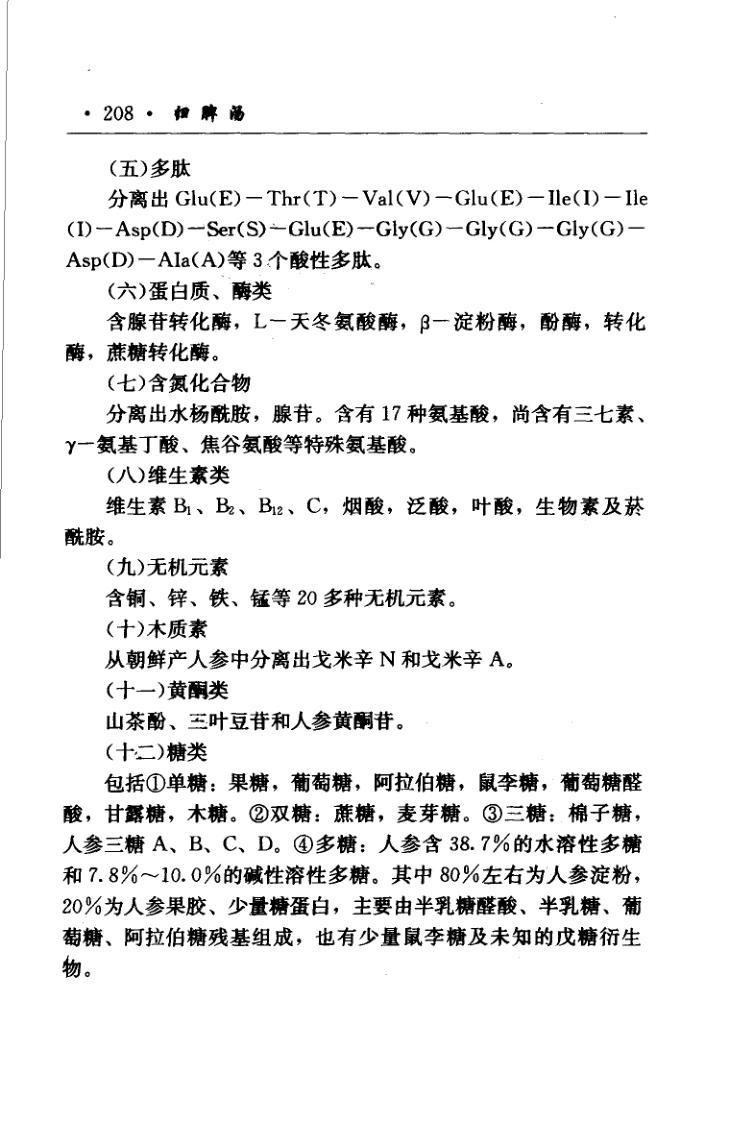 · 208 · 归脾汤
（五）多肽
分离出 Glu(E)－Thr(T)－Val(V)－Glu(E)－Ile(I)－Ile
(I)－Asp(D)－Ser(S)－Glu(E)－Gly(G)－Gly(G)－Gly(G)－
Asp(D)－Ala(A)等 3 个酸性多肽。
（六）蛋白质、酶类
含腺苷转化酶，L－天冬氨酸酶，β－淀粉酶，酚酶，转化
酶，蔗糖转化酶。
（七）含氮化合物
分离出水杨酰胺，腺苷。含有 17 种氨基酸，尚含有三七素、
γ－氨基丁酸、焦谷氨酸等特殊氨基酸。
（八）维生素类
维生素 B₁、B₂、B₁₂、C，烟酸，泛酸，叶酸，生物素及菸
酰胺。
（九）无机元素
含铜、锌、铁、锰等 20 多种无机元素。
（十）木质素
从朝鲜产人参中分离出戈米辛 N 和戈米辛 A。
（十一）黄酮类
山茶酚、三叶豆苷和人参黄酮苷。
（十二）糖类
包括①单糖：果糖，葡萄糖，阿拉伯糖，鼠李糖，葡萄糖醛
酸，甘露糖，木糖。②双糖：蔗糖，麦芽糖。③三糖：棉子糖，
人参三糖 A、B、C、D。④多糖：人参含 38.7％的水溶性多糖
和 7.8％～10.0％的碱性溶性多糖。其中 80％左右为人参淀粉，
20％为人参果胶、少量糖蛋白，主要由半乳糖醛酸、半乳糖、葡
萄糖、阿拉伯糖残基组成，也有少量鼠李糖及未知的戊糖衍生
物。